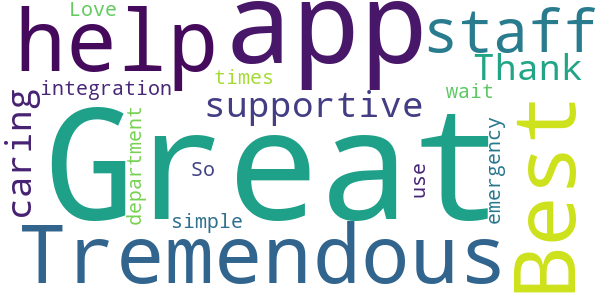 Love
help
app
staff
Thank
integration
times
wait
caring
supportive
Great
department
So
use
emergency
simple
Best
Tremendous